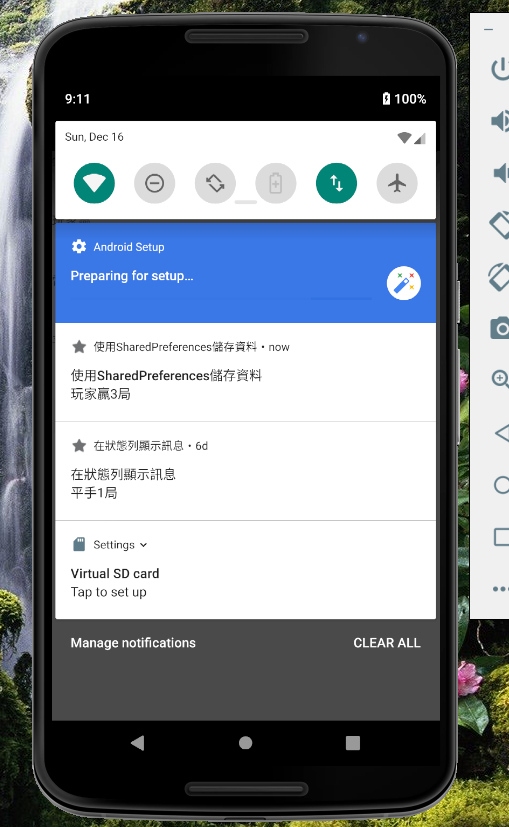 9:11
100%
Sun, Dec 16
Android Setup
Preparing for setup…
使用SharedPreferences儲存資料 • now
使用SharedPreferences儲存資料
玩家贏3局
在狀態列顯示訊息 • 6d
在狀態列顯示訊息
平手1局
Settings
Virtual SD card
Tap to set up
Manage notifications
CLEAR ALL